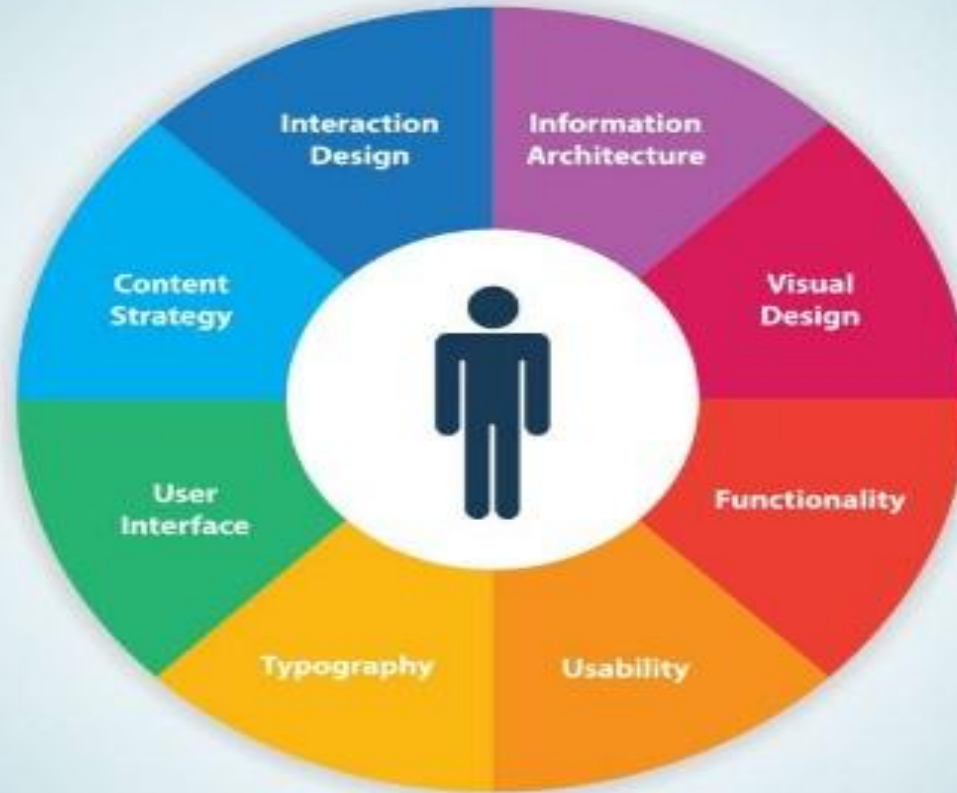 Interaction
Design
Information
Architecture
Visual
Design
Functionality
Usability
Typography
User
Interface
Content
Strategy